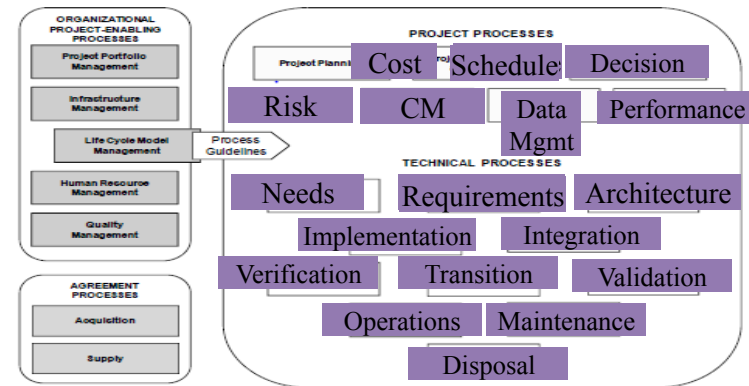 ORGANIZATIONAL
PROJECT-ENABLING
PROCESSES
Project Portfolio
Management
Infrastructure
Management
Life Cycle Model
Management
Process
Guidelines
Human Resource
Management
Quality
Management
AGREEMENT
PROCESSES
Acquisition
Supply
PROJECT PROCESSES
Project
Cost
Schedules
Decision
Risk
CM
Data
Mgmt
Performance
TECHNICAL PROCESSES
Needs
Requirements
Architecture
Implementation
Integration
Verification
Transition
Validation
Operations
Maintenance
Disposal